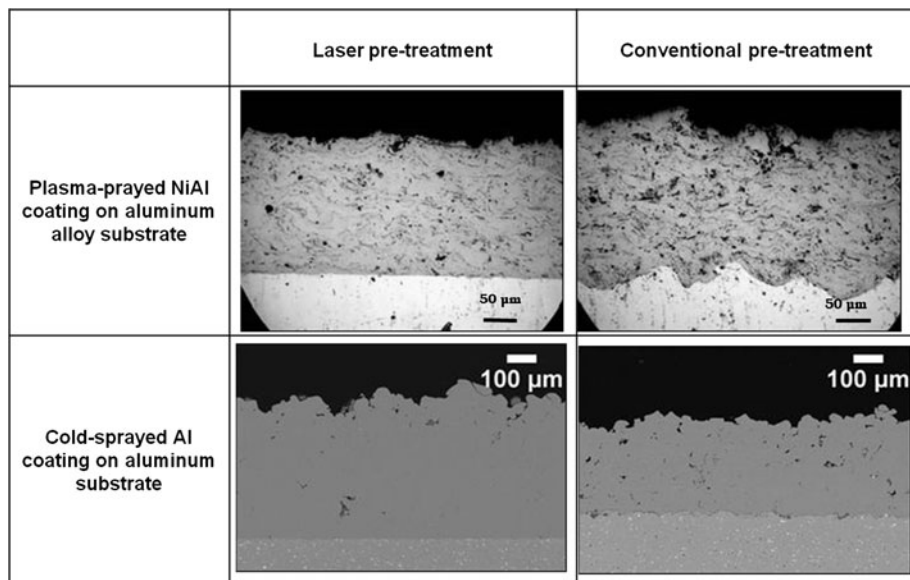 Laser pre-treatment
Conventional pre-treatment
Plasma-prayed NiAl
coating on aluminum
alloy substrate
50 µm
50 µm
Cold-sprayed Al
coating on aluminum
substrate
100 µm
100 µm